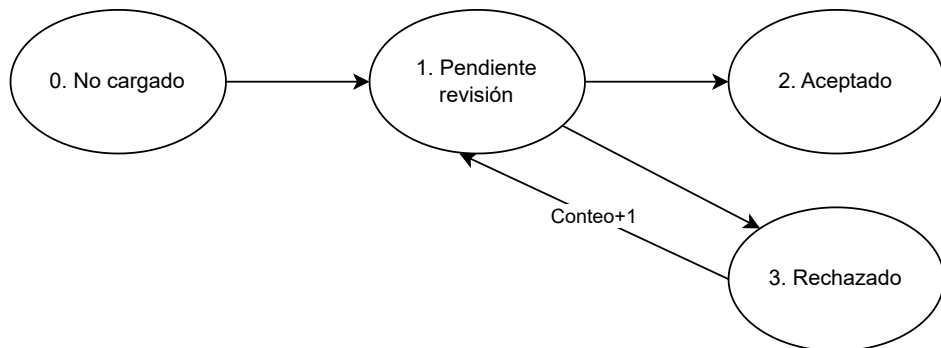 0. No cargado
1. Pendiente
revisión
2. Aceptado
Conteo+1
3. Rechazado